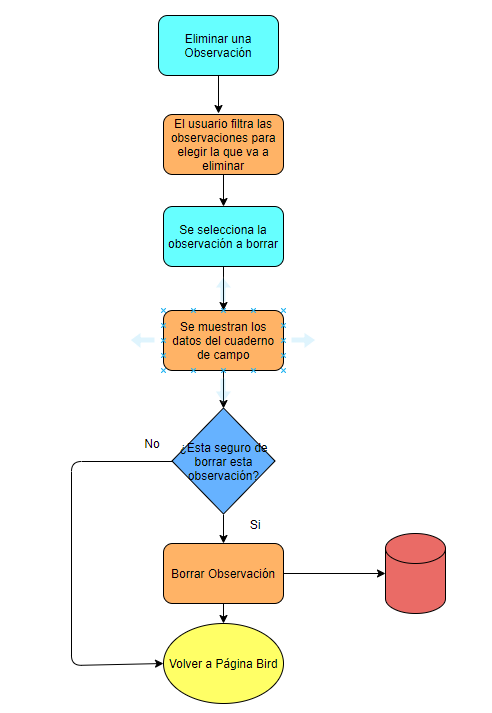 Eliminar una
Observación
El usuario filtra las
observaciones para
elegir la que va a
eliminar
Se selecciona la
observación a borrar
Se muestran los
datos del cuaderno
de campo
¿Esta seguro de
borrar esta
observación?
No
Si
Borrar Observación
Volver a Página Bird